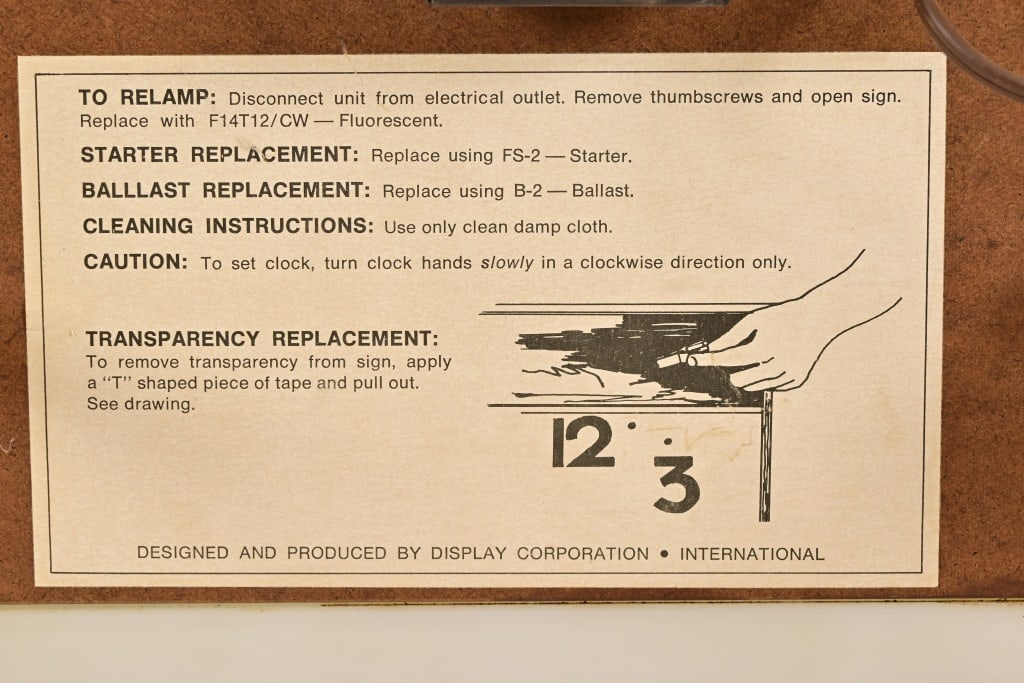 TO RELAMP: Disconnect unit from electrical outlet. Remove thumbscrews and open sign.
Replace with F14T12/CW — Fluorescent.
STARTER REPLACEMENT: Replace using FS-2 — Starter.
BALLLAST REPLACEMENT: Replace using B-2 — Ballast.
CLEANING INSTRUCTIONS: Use only clean damp cloth.
CAUTION: To set clock, turn clock hands slowly in a clockwise direction only.
TRANSPARENCY REPLACEMENT:
To remove transparency from sign, apply
a “T” shaped piece of tape and pull out.
See drawing.
12
3
DESIGNED AND PRODUCED BY DISPLAY CORPORATION • INTERNATIONAL